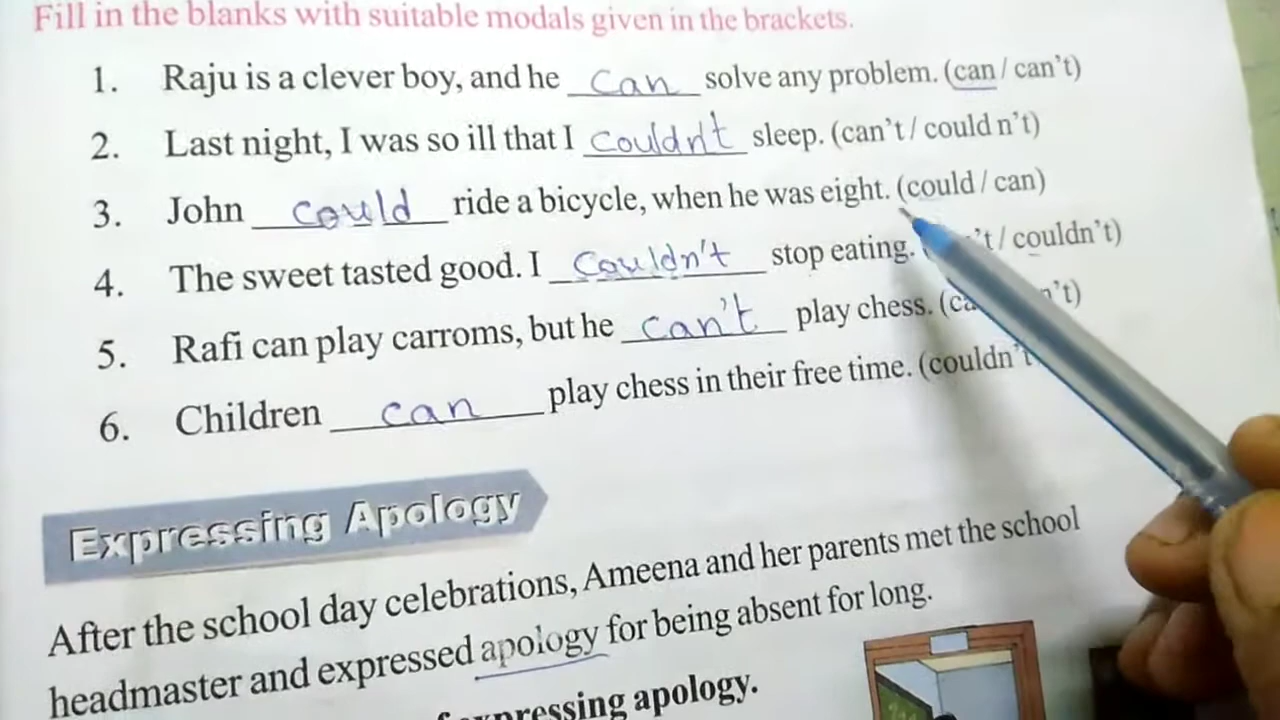 Fill in the blanks with suitable modals given in the brackets.
1. Raju is a clever boy, and he can solve any problem. (can / can't)
2. Last night, I was so ill that I couldn't sleep. (can't / could n't)
3. John could ride a bicycle, when he was eight. (could / can)
4. The sweet tasted good. I couldn't stop eating. / couldn't)
5. Rafi can play carroms, but he can't play chess.
6. Children can play chess in their free time. (couldn't
Expressing Apology
After the school day celebrations, Ameena and her parents met the school
headmaster and expressed apology for being absent for long.
expressing apology.